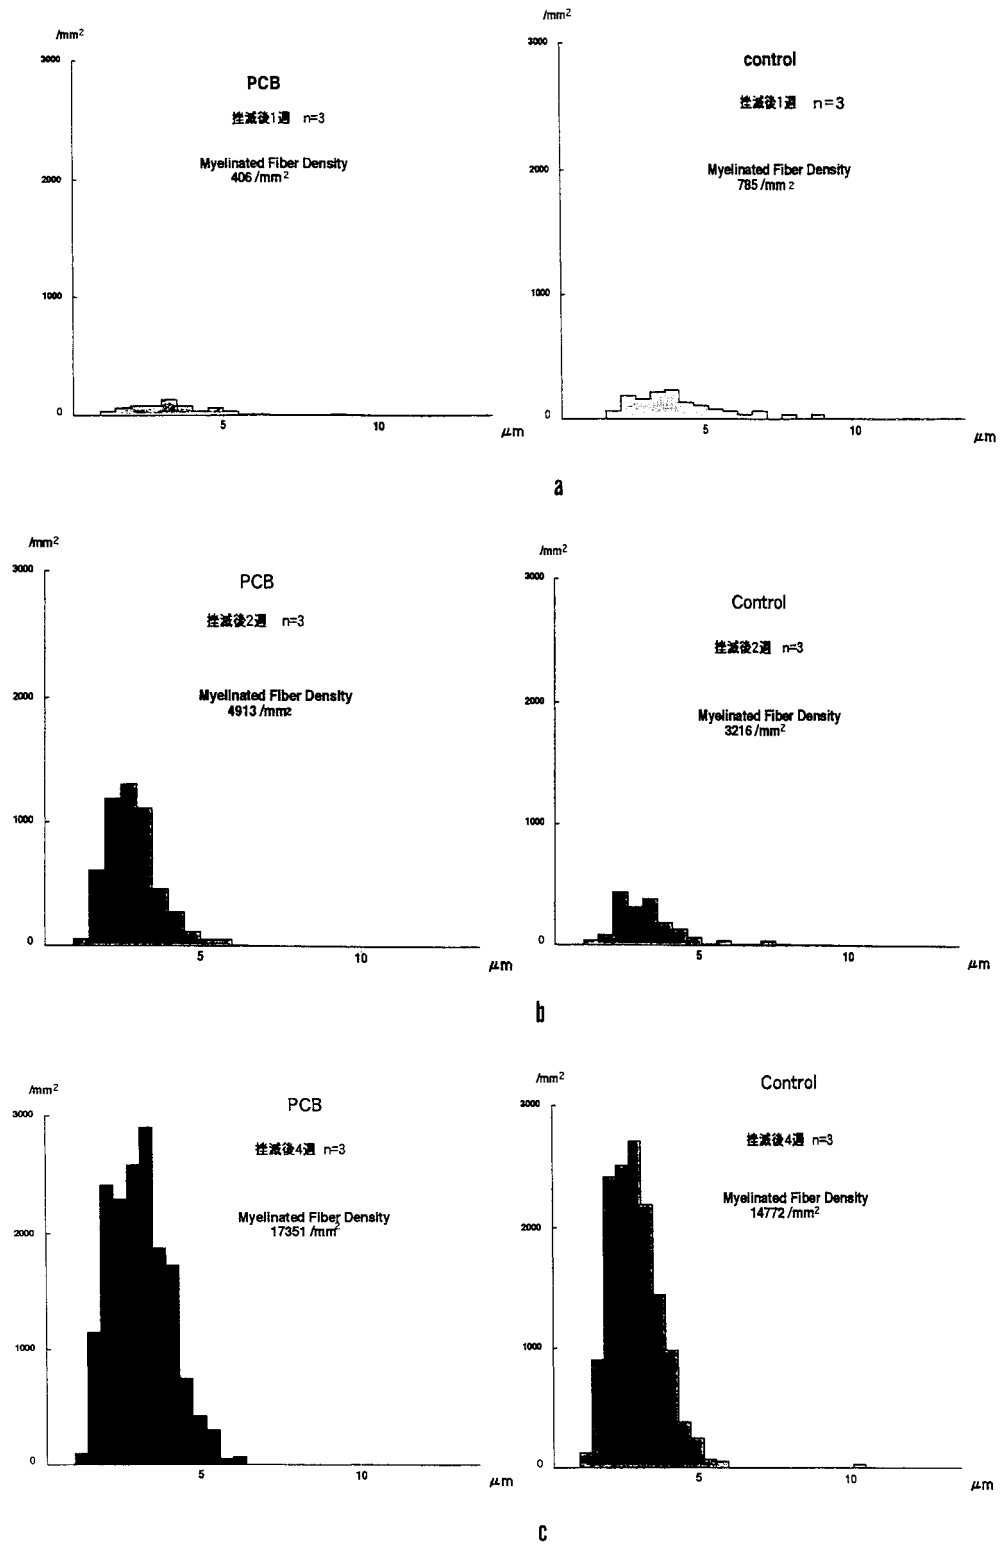 /mm2
3000
PCB
挫滅後1週 n=3
Myelinated Fiber Density
406 /mm2
2000
1000
0
5
10
μm
/mm2
3000
control
挫滅後1週 n=3
Myelinated Fiber Density
785 /mm2
2000
1000
0
5
10
μm
a
/mm2
3000
PCB
挫滅後2週 n=3
2000
Myelinated Fiber Density
4913 /mm2
1000
0
5
10
μm
/mm2
3000
Control
挫滅後2週 n=3
2000
Myelinated Fiber Density
3216 /mm2
1000
0
5
10
μm
b
/mm2
3000
PCB
挫滅後4週 n=3
Myelinated Fiber Density
17351 /mm2
2000
1000
0
5
10
μm
/mm2
3000
Control
挫滅後4週 n=3
Myelinated Fiber Density
14772 /mm2
2000
1000
0
5
10
μm
c